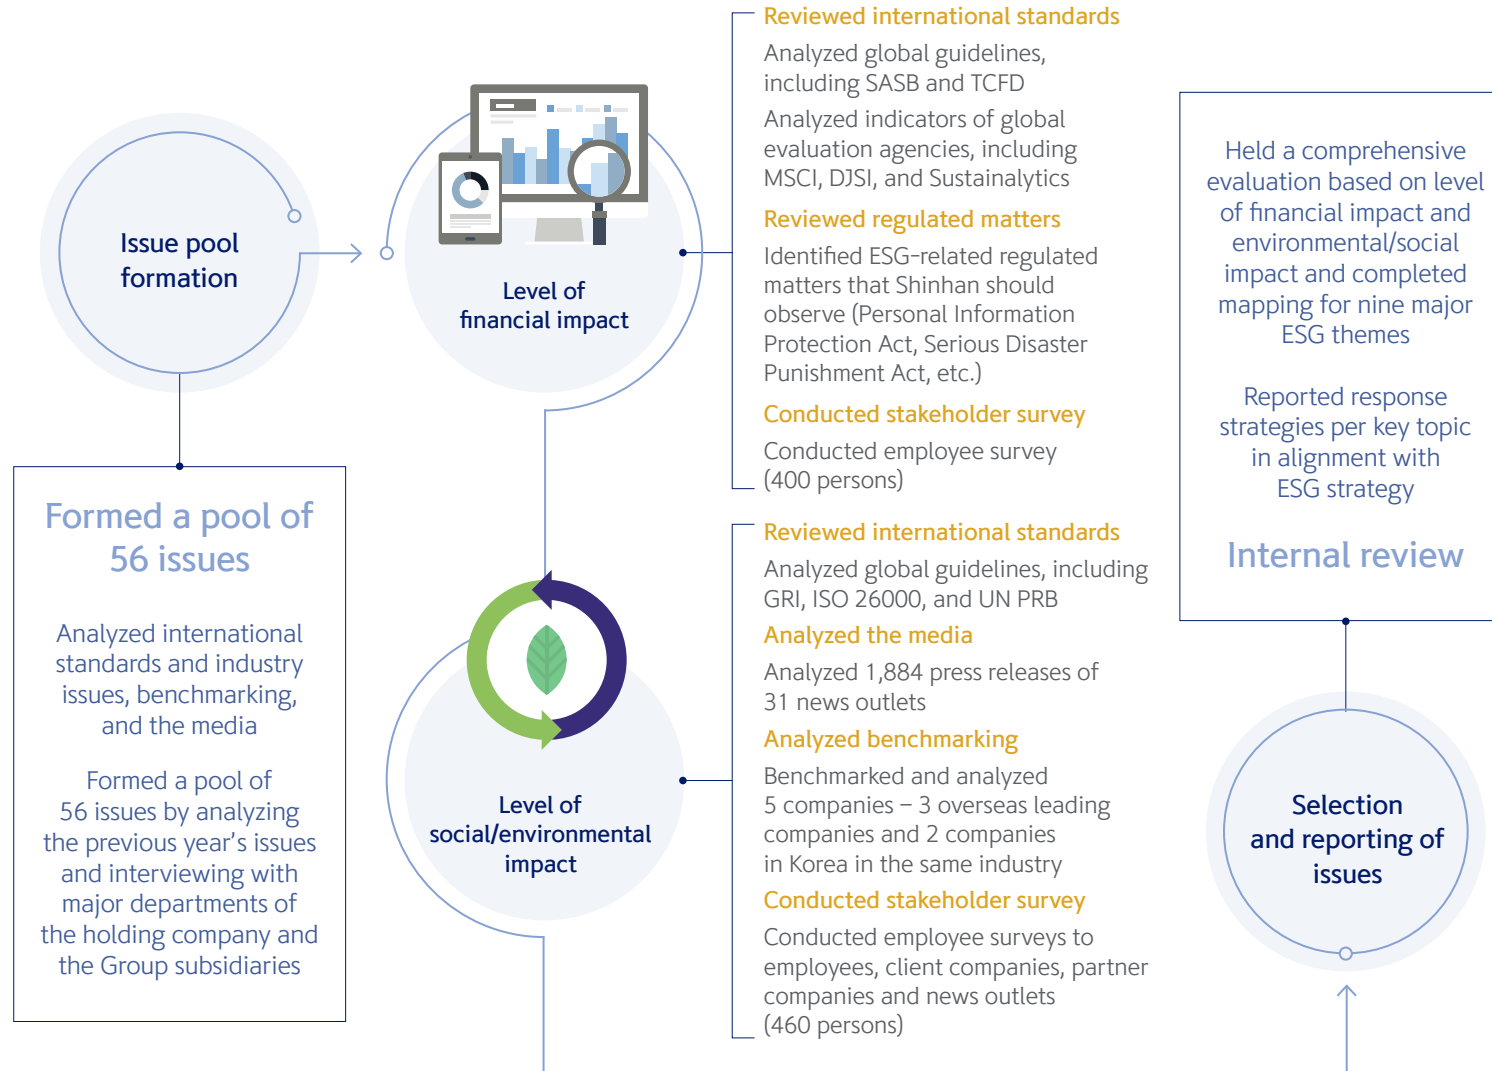 Issue pool
formation
Formed a pool of
56 issues
Analyzed international
standards and industry
issues, benchmarking,
and the media
Formed a pool of
56 issues by analyzing
the previous year's issues
and interviewing with
major departments of
the holding company and
the Group subsidiaries
Level of
financial impact
Reviewed international standards
Analyzed global guidelines,
including SASB and TCFD
Analyzed indicators of global
evaluation agencies, including
MSCI, DJSI, and Sustainalytics
Reviewed regulated matters
Identified ESG-related regulated
matters that Shinhan should
observe (Personal Information
Protection Act, Serious Disaster
Punishment Act, etc.)
Conducted stakeholder survey
Conducted employee survey
(400 persons)
Level of
social/environmental
impact
Reviewed international standards
Analyzed global guidelines, including
GRI, ISO 26000, and UN PRB
Analyzed the media
Analyzed 1,884 press releases of
31 news outlets
Analyzed benchmarking
Benchmarked and analyzed
5 companies – 3 overseas leading
companies and 2 companies
in Korea in the same industry
Conducted stakeholder survey
Conducted employee surveys to
employees, client companies, partner
companies and news outlets
(460 persons)
Held a comprehensive
evaluation based on level
of financial impact and
environmental/social
impact and completed
mapping for nine major
ESG themes
Reported response
strategies per key topic
in alignment with
ESG strategy
Internal review
Selection
and reporting of
issues